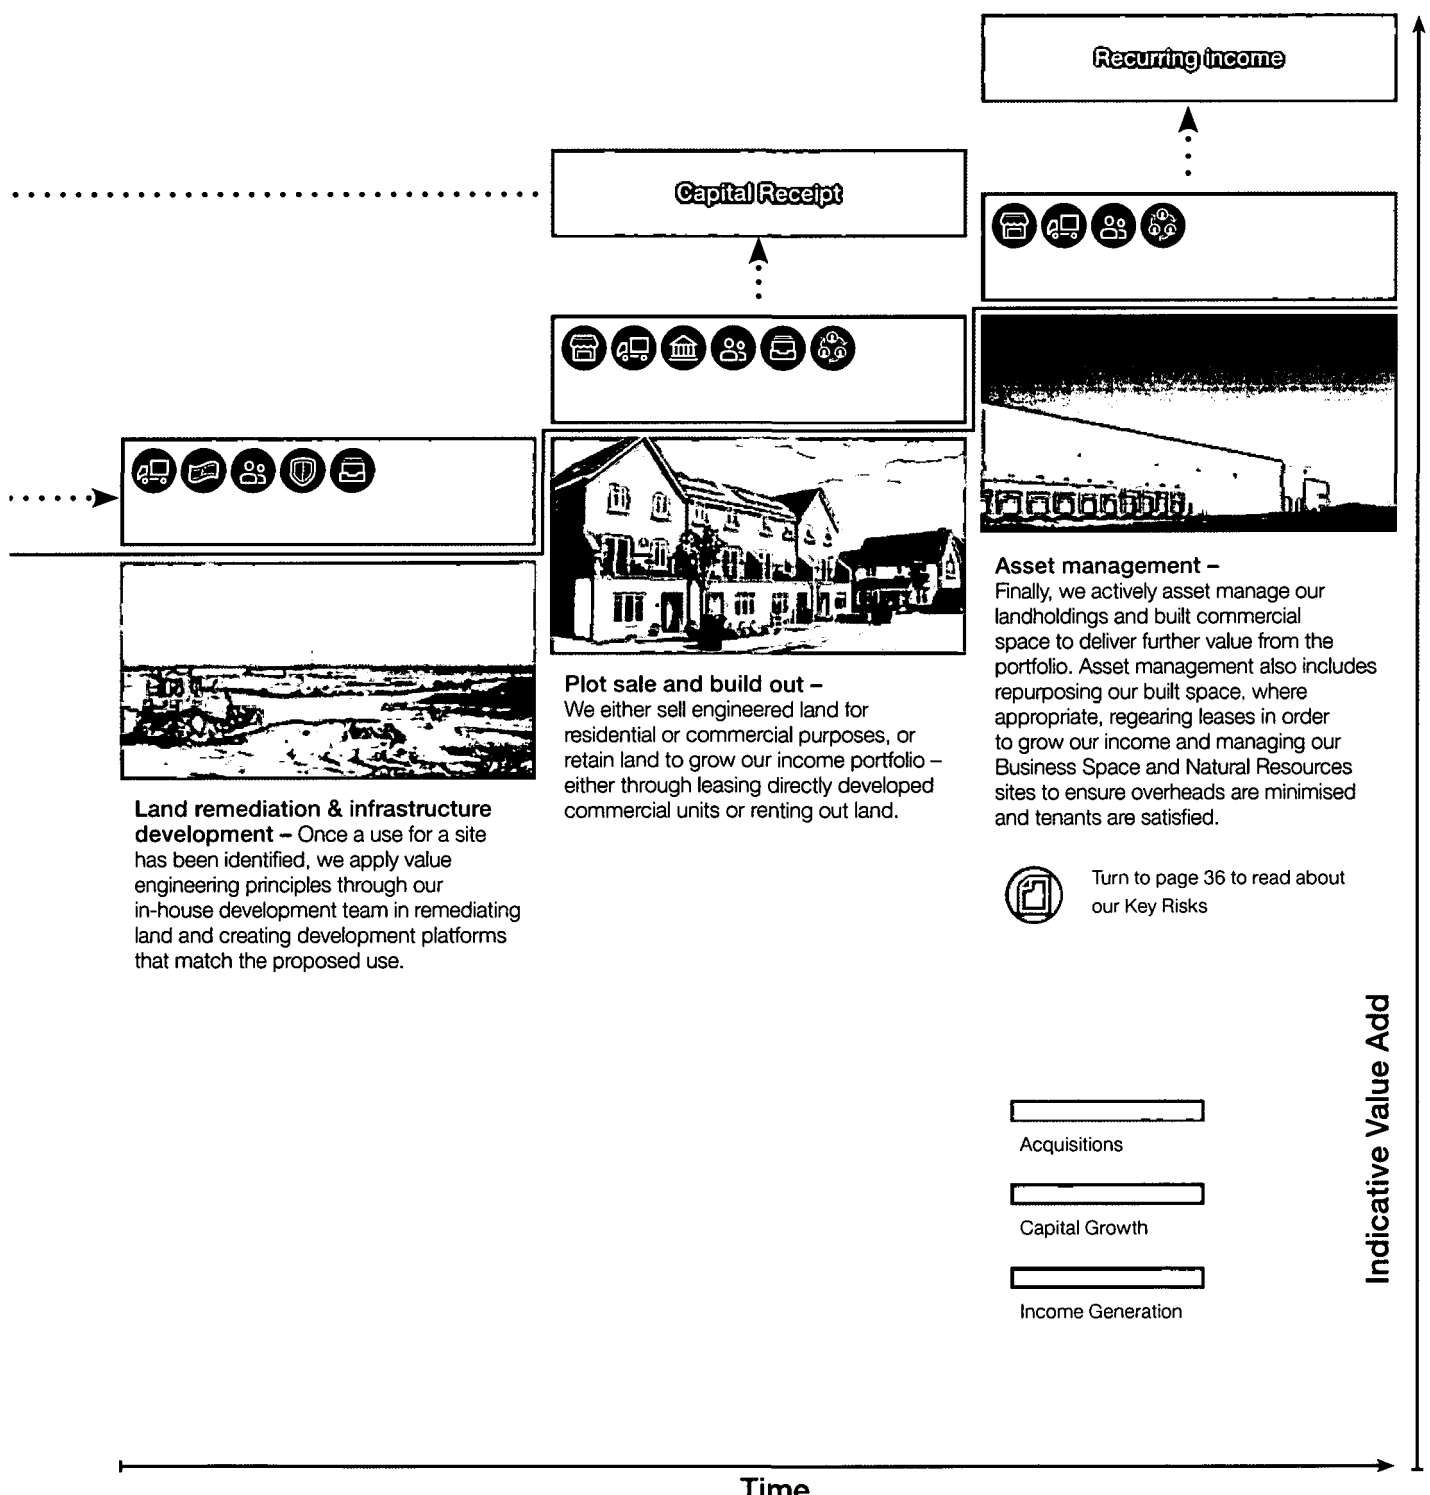 Recurring income
Capital Receipt
Land remediation & infrastructure
development – Once a use for a site
has been identified, we apply value
engineering principles through our
in-house development team in remediating
land and creating development platforms
that match the proposed use.
Plot sale and build out –
We either sell engineered land for
residential or commercial purposes, or
retain land to grow our income portfolio –
either through leasing directly developed
commercial units or renting out land.
Asset management –
Finally, we actively asset manage our
landholdings and built commercial
space to deliver further value from the
portfolio. Asset management also includes
repurposing our built space, where
appropriate, regearing leases in order
to grow our income and managing our
Business Space and Natural Resources
sites to ensure overheads are minimised
and tenants are satisfied.
Turn to page 36 to read about
our Key Risks
Acquisitions
Capital Growth
Income Generation
Indicative Value Add
Time